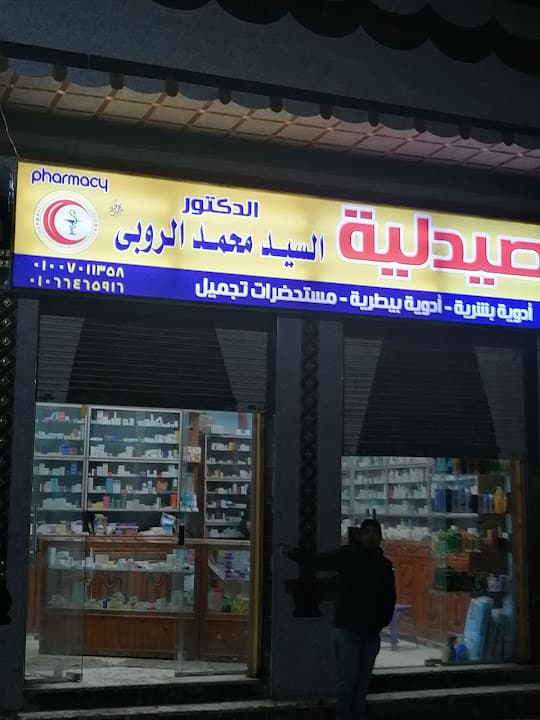 pharmacy
صيدلية
الدكتور
السيد محمد الروبى
أدوية بشرية - أدوية بيطرية - مستحضرات تجميل
٠١٠٠٧٠١١٣٥٨
٠١٠٦٦٤٦٥٩١٦